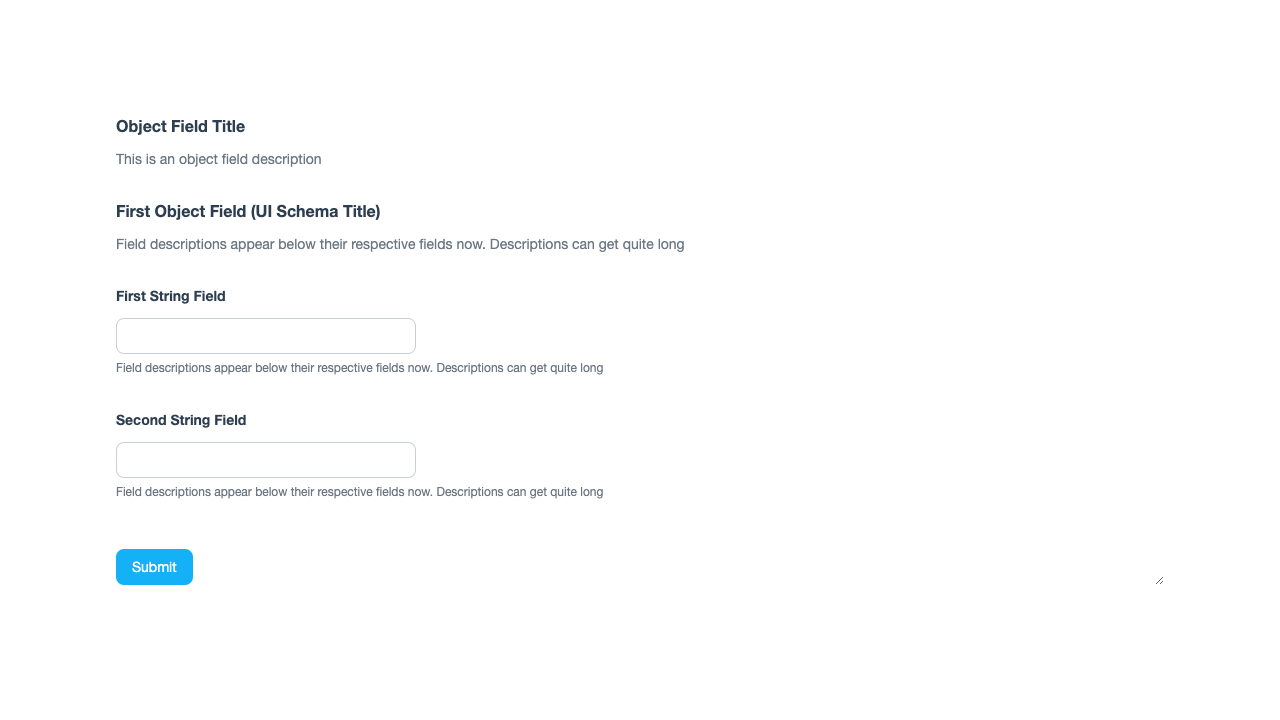 Object Field Title
This is an object field description
First Object Field (UI Schema Title)
Field descriptions appear below their respective fields now. Descriptions can get quite long
First String Field
Field descriptions appear below their respective fields now. Descriptions can get quite long
Second String Field
Field descriptions appear below their respective fields now. Descriptions can get quite long
Submit